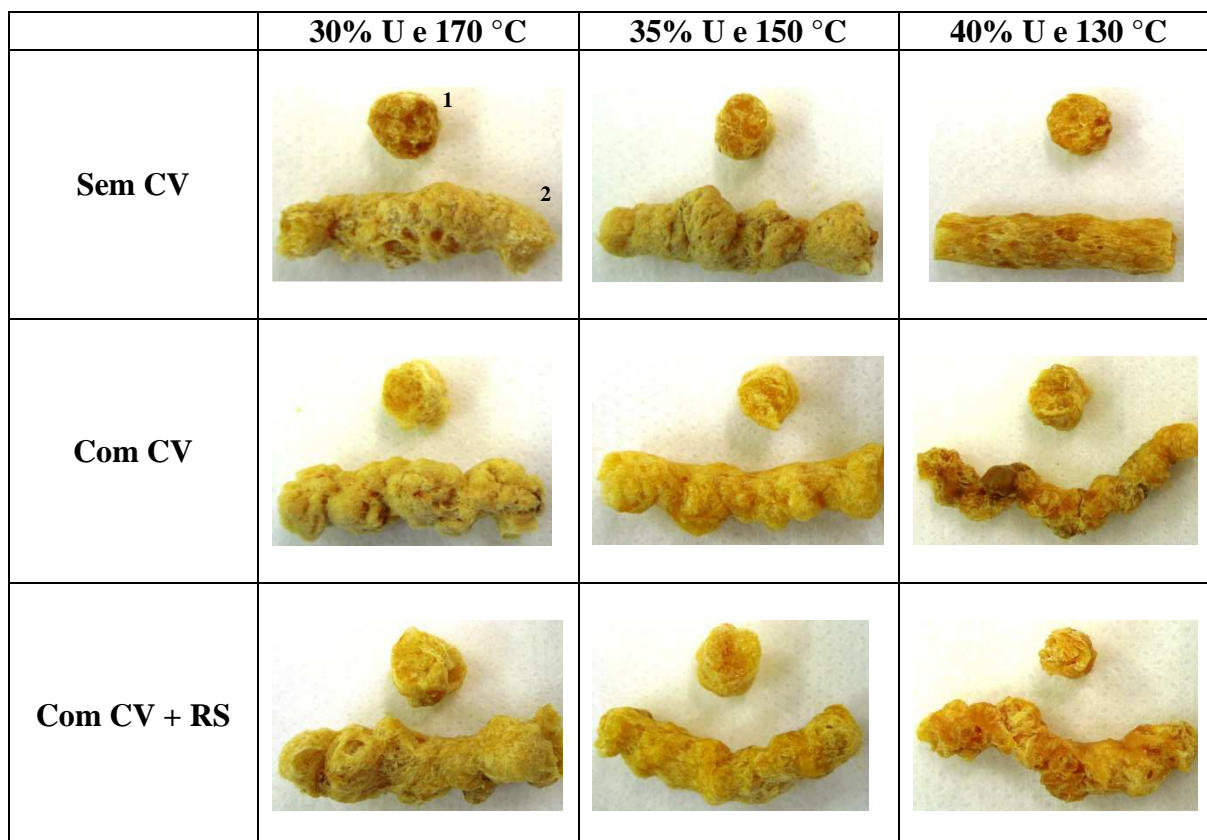 30% U e 170 °C
35% U e 150 °C
40% U e 130 °C
Sem CV
1
2
Com CV
Com CV + RS